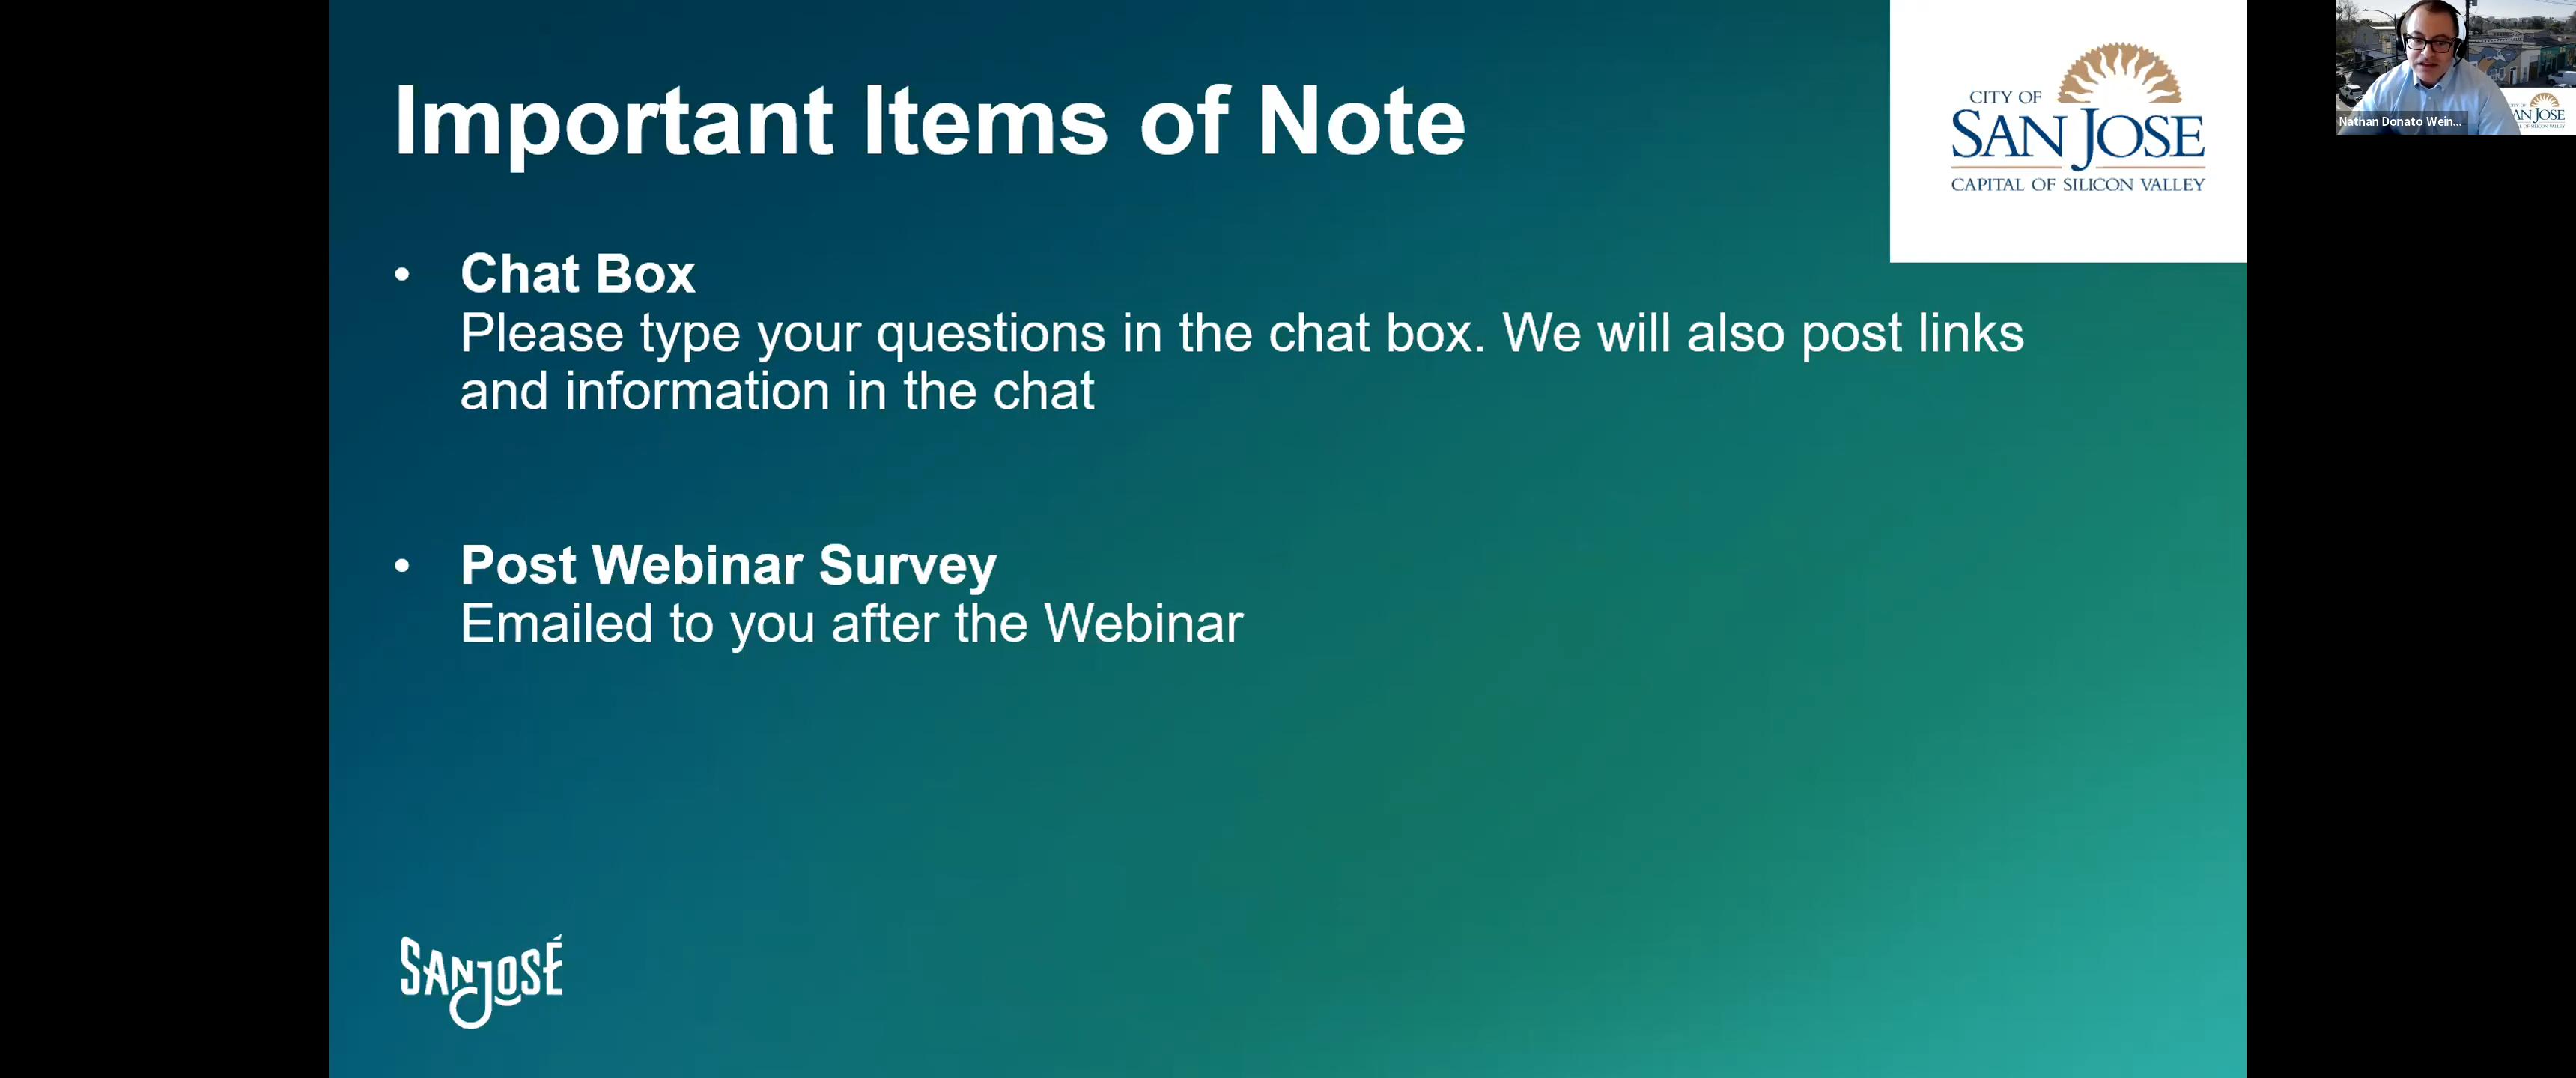 Important Items of Note
CITY OF
SAN JOSE
CAPITAL OF SILICON VALLEY
• Chat Box
Please type your questions in the chat box. We will also post links
and information in the chat
• Post Webinar Survey
Emailed to you after the Webinar
SAN JOSÉ
Nathan Donato Wein...